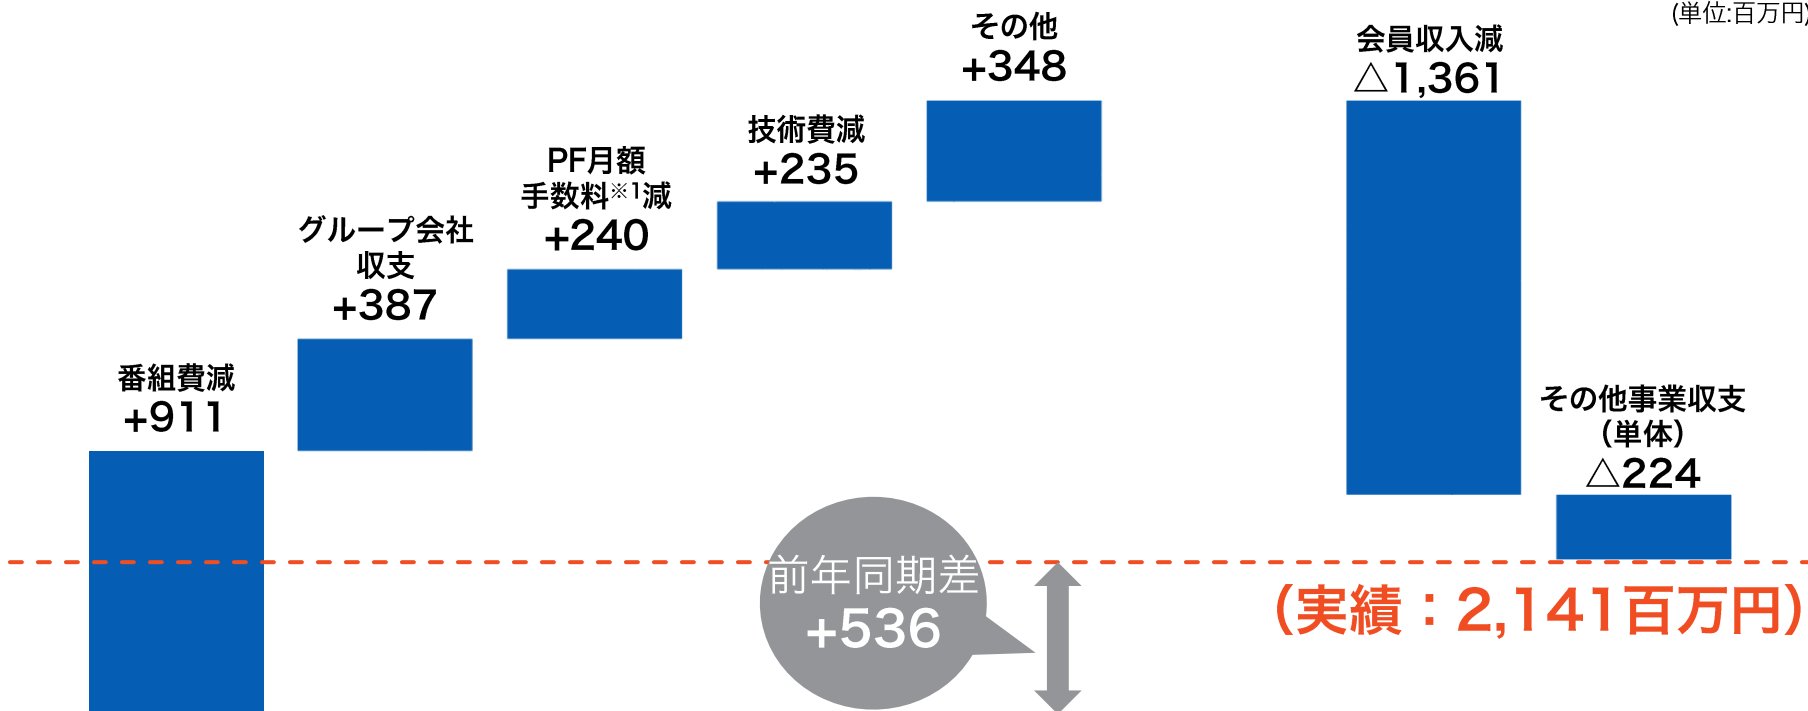 (単位:百万円)
番組費減
+911
グループ会社
収支
+387
PF月額
手数料※1減
+240
技術費減
+235
その他
+348
会員収入減
△1,361
その他事業収支
（単体）
△224
前年同期差
+536
（実績：2,141百万円）